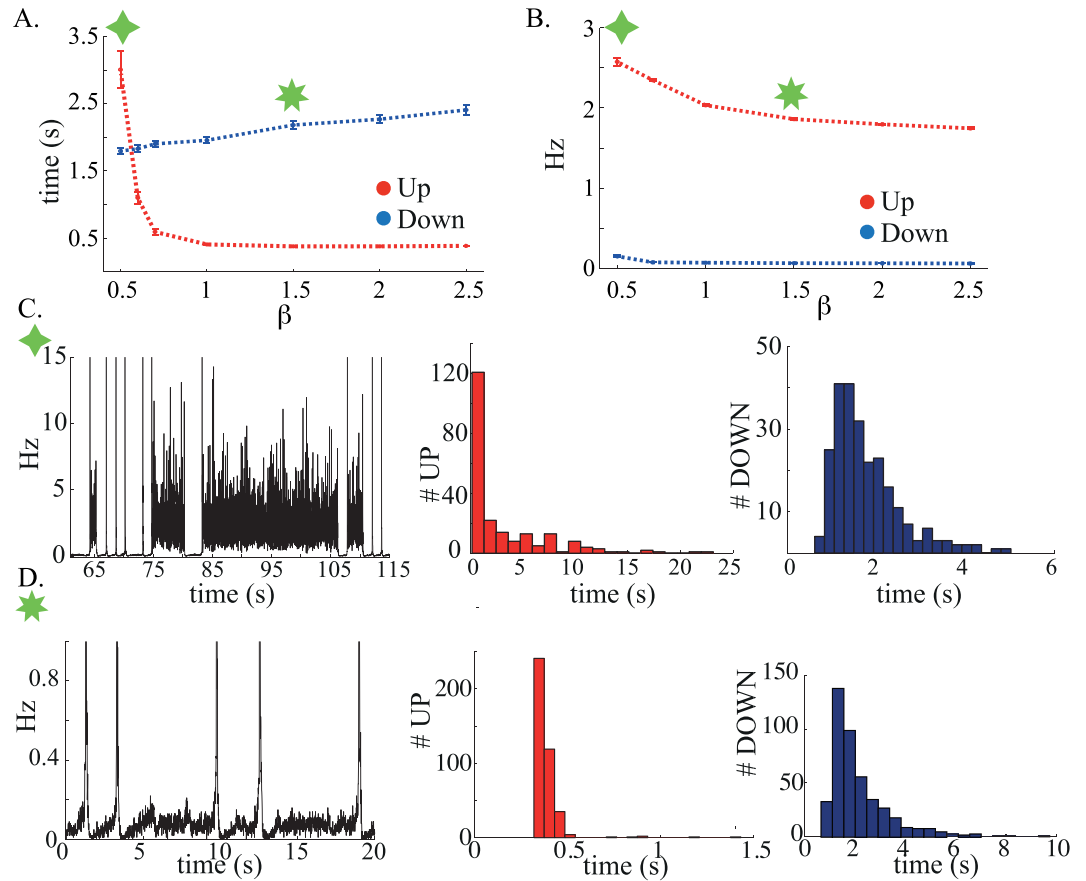 A.
3.5
2.5
1.5
0.5
time (s)
Up
Down
0.5 1 1.5 2 2.5
β
B.
3
2
1
0
Hz
Up
Down
0.5 1 1.5 2 2.5
β
C.
15
10
5
0
Hz
65 75 85 95 105 115
time (s)
120
80
40
0
# UP
0 5 10 15 20 25
time (s)
50
30
10
# DOWN
0 2 4 6
time (s)
D.
0.8
0.4
0
Hz
0 5 10 15 20
time (s)
200
100
0
# UP
0.5 1 1.5
time (s)
150
100
50
0
# DOWN
0 2 4 6 8 10
time (s)